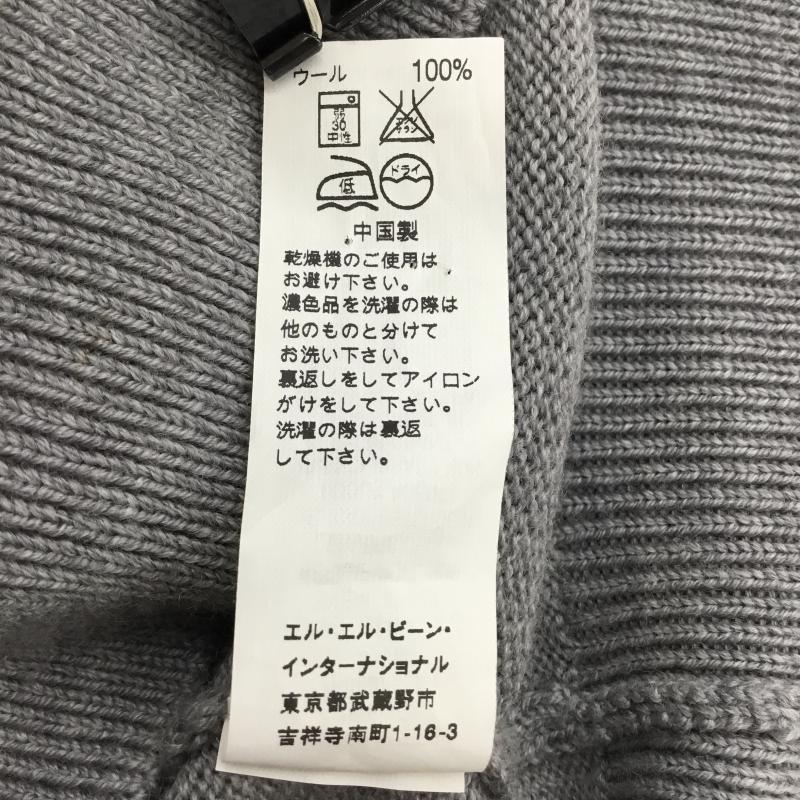 ウール 100%
弱
30
中性
エンソ
サラシ
低
ドライ
中国製
乾燥機のご使用は
お避け下さい。
濃色品を洗濯の際は
他のものと分けて
お洗い下さい。
裏返しをしてアイロン
がけをして下さい。
洗濯の際は裏返
して下さい。
エル・エル・ビーン・
インターナショナル
東京都武蔵野市
吉祥寺南町1-16-3